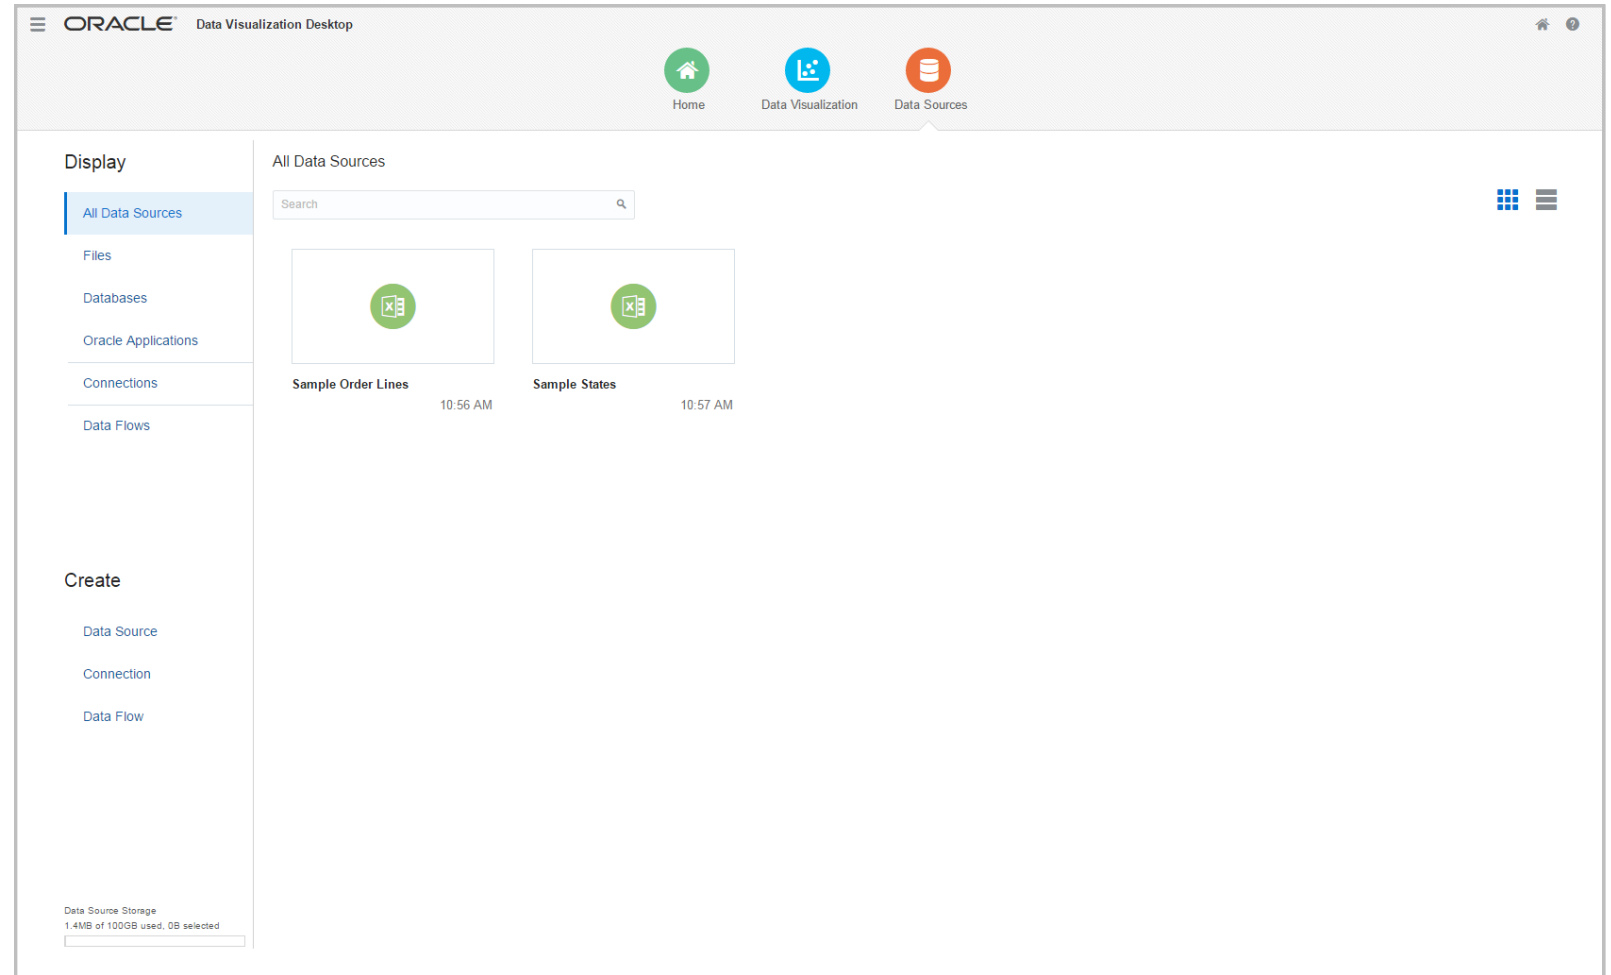 ORACLE Data Visualization Desktop
Home
Data Visualization
Data Sources
Display
All Data Sources
Files
Databases
Oracle Applications
Connections
Data Flows
Create
Data Source
Connection
Data Flow
Data Source Storage
1.4MB of 100GB used, 0B selected
All Data Sources
Search
Sample Order Lines
10:56 AM
Sample States
10:57 AM